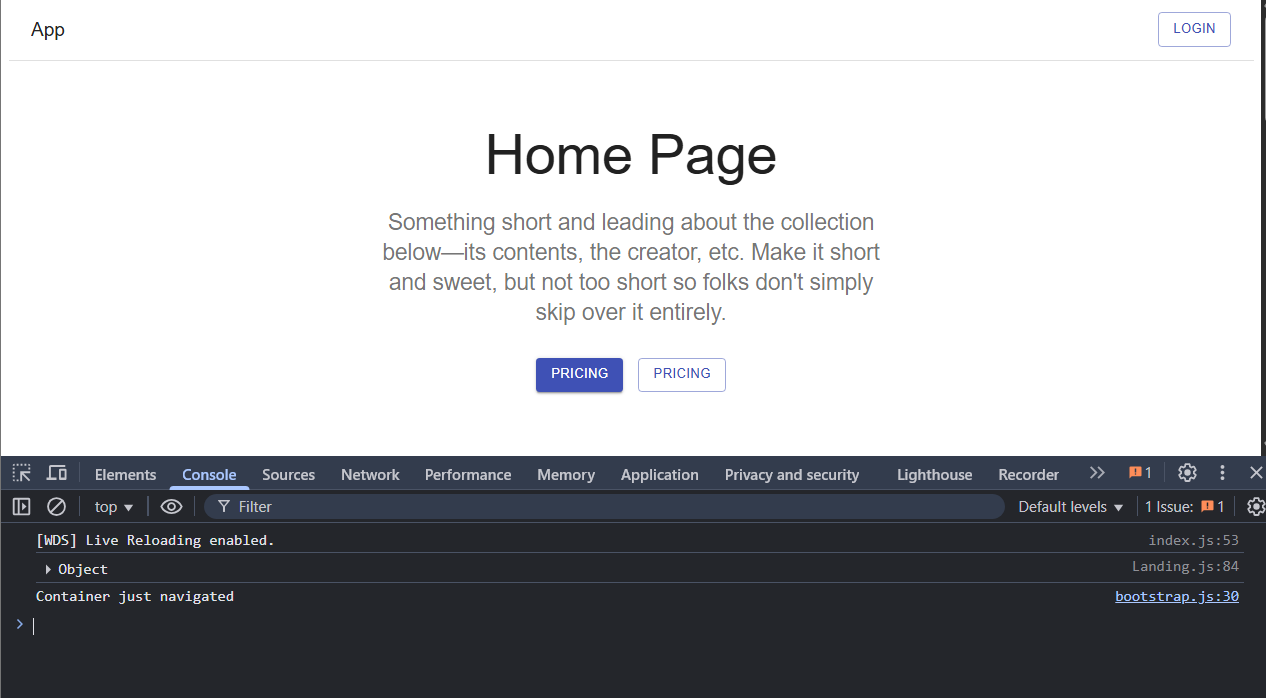 App
LOGIN
Home Page
Something short and leading about the collection
below—its contents, the creator, etc. Make it short
and sweet, but not too short so folks don't simply
skip over it entirely.
PRICING PRICING
Elements Console Sources Network Performance Memory Application Privacy and security Lighthouse Recorder 1
top Filter Default levels 1 Issue: 1
[WDS] Live Reloading enabled. index.js:53
Object Landing.js:84
Container just navigated bootstrap.js:30